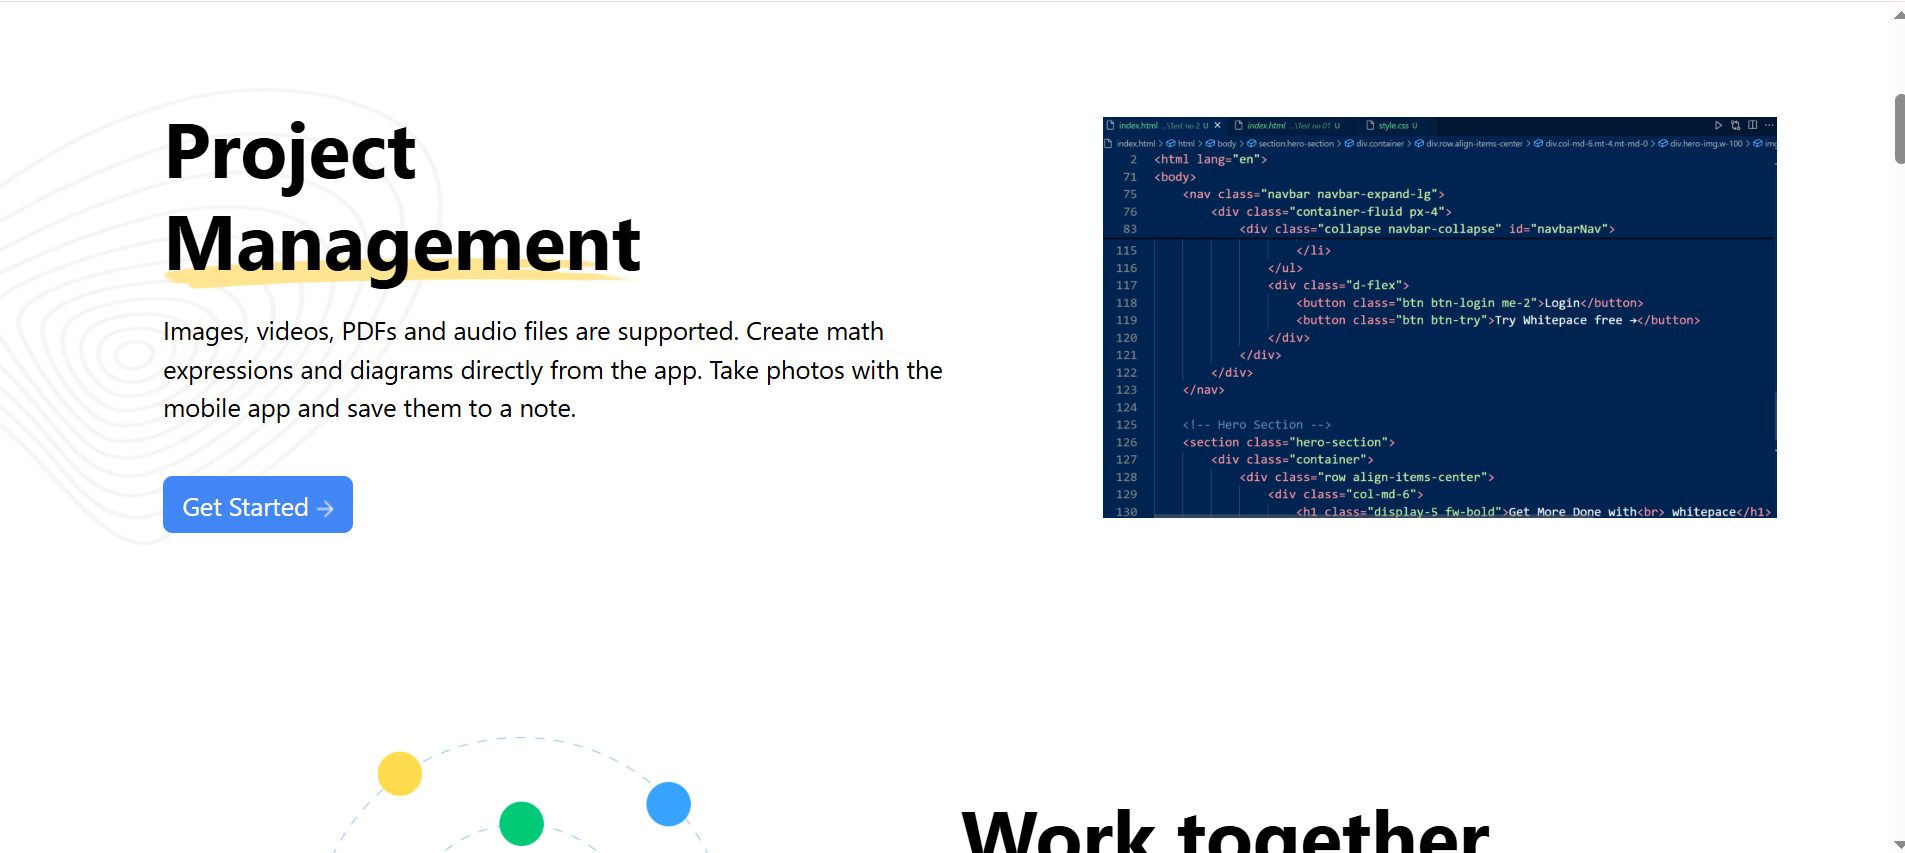 Project
Management
Images, videos, PDFs and audio files are supported. Create math
expressions and diagrams directly from the app. Take photos with the
mobile app and save them to a note.
Get Started →
index.html ...\Test no 2 U × index.html ...\Test no 01 U style.css U
index.html > html > body > section.hero-section > div.container > div.row.align-items-center > div.col-md-6.mt-4.mt-md-0 > div.hero-img.w-100 > img
2 <html lang="en">
71 <body>
75 <nav class="navbar navbar-expand-lg">
76 <div class="container-fluid px-4">
83 <div class="collapse navbar-collapse" id="navbarNav">
115 </li>
116 </ul>
117 <div class="d-flex">
118 <button class="btn btn-login me-2">Login</button>
119 <button class="btn btn-try">Try Whitepace free →</button>
120 </div>
121 </div>
122 </div>
123 </nav>
124
125 <!-- Hero Section -->
126 <section class="hero-section">
127 <div class="container">
128 <div class="row align-items-center">
129 <div class="col-md-6">
130 <h1 class="display-5 fw-bold">Get More Done with<br> whitepace</h1>
Work together